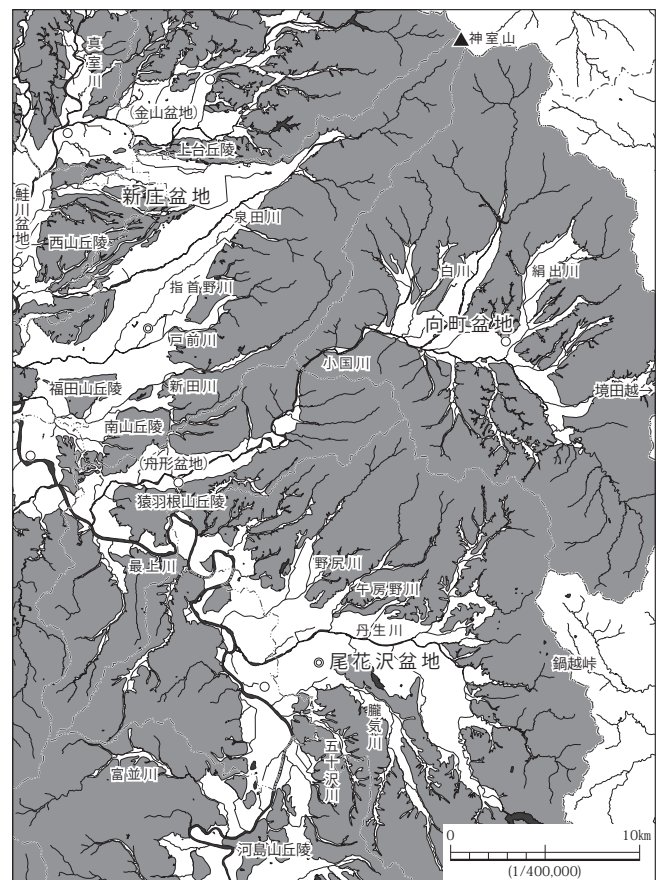 ▲神室山
真室川
(金山盆地)
上台丘陵
新庄盆地
鮭川盆地
泉田川
西山丘陵
指首野川
白川
絹出川
向町盆地
戸前川
小国川
境田越→
福田山丘陵
新田川
南山丘陵
(舟形盆地)
猿羽根山丘陵
最上川
野尻川
午房野川
丹生川
尾花沢盆地
鍋越峠
朧気川
五十沢川
富並川
河島山丘陵
0 10km
(1/400,000)